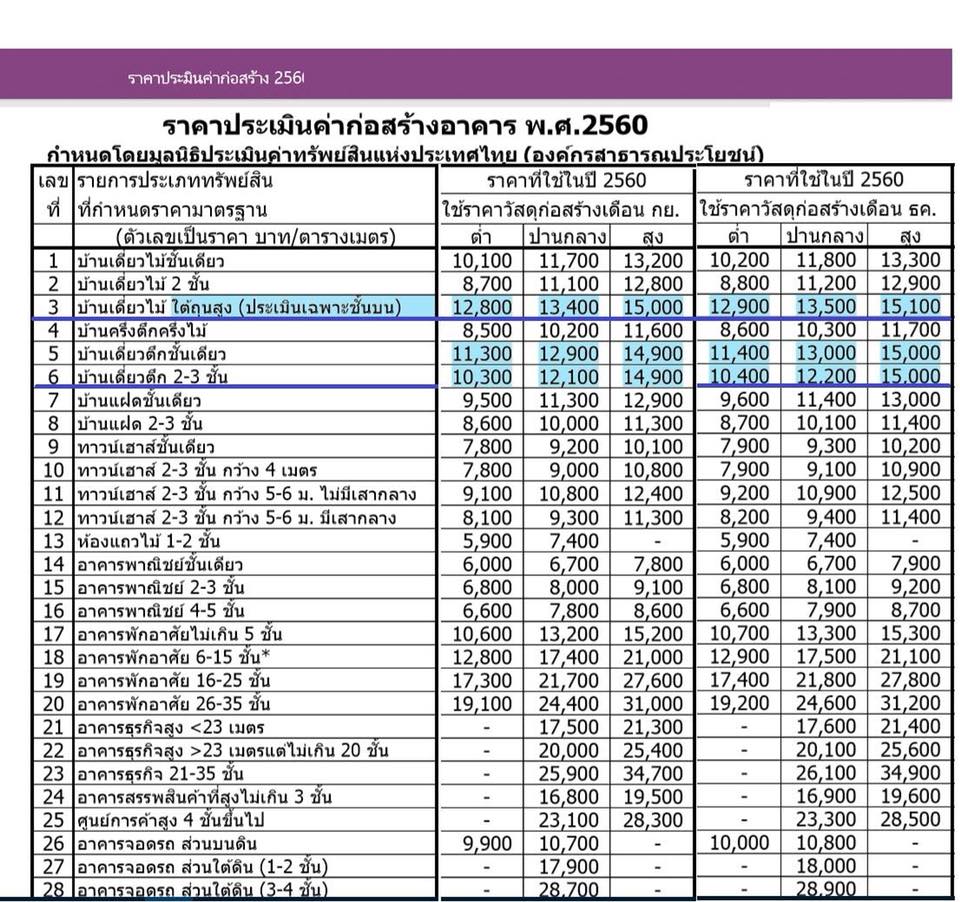 ราคาประมินค่าก่อสร้าง 2560
ราคาประเมินค่าก่อสร้างอาคาร พ.ศ.2560
กำหนดโดยมูลนิธิประเมินค่าทรัพย์สินแห่งประเทศไทย (องค์กรสาธารณประโยชน์)
เลข รายการประเภททรัพย์สิน ราคาที่ใช้ในปี 2560 ราคาที่ใช้ในปี 2560
ที่ ที่กำหนดราคามาตรฐาน ใช้ราคาวัสดุก่อสร้างเดือน กย. ใช้ราคาวัสดุก่อสร้างเดือน ธค.
(ตัวเลขเป็นราคา บาท/ตารางเมตร) ต่ำ ปานกลาง สูง ต่ำ ปานกลาง สูง
1 บ้านเดี่ยวไม้ชั้นเดียว 10,100 11,700 13,200 10,200 11,800 13,300
2 บ้านเดี่ยวไม้ 2 ชั้น 8,700 11,100 12,800 8,800 11,200 12,900
3 บ้านเดี่ยวไม้ ใต้ถุนสูง (ประเมินเฉพาะชั้นบน) 12,800 13,400 15,000 12,900 13,500 15,100
4 บ้านครึ่งตึกครึ่งไม้ 8,500 10,200 11,600 8,600 10,300 11,700
5 บ้านเดี่ยวตึกชั้นเดียว 11,300 12,900 14,900 11,400 13,000 15,000
6 บ้านเดี่ยวตึก 2-3 ชั้น 10,300 12,100 14,900 10,400 12,200 15,000
7 บ้านแฝดชั้นเดียว 9,500 11,300 12,900 9,600 11,400 13,000
8 บ้านแฝด 2-3 ชั้น 8,600 10,000 11,300 8,700 10,100 11,400
9 ทาวน์เฮาส์ชั้นเดียว 7,800 9,200 10,100 7,900 9,300 10,200
10 ทาวน์เฮาส์ 2-3 ชั้น กว้าง 4 เมตร 7,800 9,000 10,800 7,900 9,100 10,900
11 ทาวน์เฮาส์ 2-3 ชั้น กว้าง 5-6 ม. ไม่มีเสากลาง 9,100 10,800 12,400 9,200 10,900 12,500
12 ทาวน์เฮาส์ 2-3 ชั้น กว้าง 5-6 ม. มีเสากลาง 8,100 9,300 11,300 8,200 9,400 11,400
13 ห้องแถวไม้ 1-2 ชั้น 5,900 7,400 - 5,900 7,400 -
14 อาคารพาณิชย์ชั้นเดียว 6,000 6,700 7,800 6,000 6,700 7,900
15 อาคารพาณิชย์ 2-3 ชั้น 6,800 8,000 9,100 6,800 8,100 9,200
16 อาคารพาณิชย์ 4-5 ชั้น 6,600 7,800 8,600 6,600 7,900 8,700
17 อาคารพักอาศัยไม่เกิน 5 ชั้น 10,600 13,200 15,200 10,700 13,300 15,300
18 อาคารพักอาศัย 6-15 ชั้น* 12,800 17,400 21,000 12,900 17,500 21,100
19 อาคารพักอาศัย 16-25 ชั้น 17,300 21,700 27,600 17,400 21,800 27,800
20 อาคารพักอาศัย 26-35 ชั้น 19,100 24,400 31,000 19,200 24,600 31,200
21 อาคารธุรกิจสูง <23 เมตร - 17,500 21,300 - 17,600 21,400
22 อาคารธุรกิจสูง >23 เมตรแต่ไม่เกิน 20 ชั้น - 20,000 25,400 - 20,100 25,600
23 อาคารธุรกิจ 21-35 ชั้น - 25,900 34,700 - 26,100 34,900
24 อาคารสรรพสินค้าที่สูงไม่เกิน 3 ชั้น - 16,800 19,500 - 16,900 19,600
25 ศูนย์การค้าสูง 4 ชั้นขึ้นไป - 23,100 28,300 - 23,300 28,500
26 อาคารจอดรถ ส่วนบนดิน 9,900 10,700 - 10,000 10,800 -
27 อาคารจอดรถ ส่วนใต้ดิน (1-2 ชั้น) - 17,900 - - 18,000 -
28 อาคารจอดรถ ส่วนใต้ดิน (3-4 ชั้น) - 28,700 - - 28,900 -